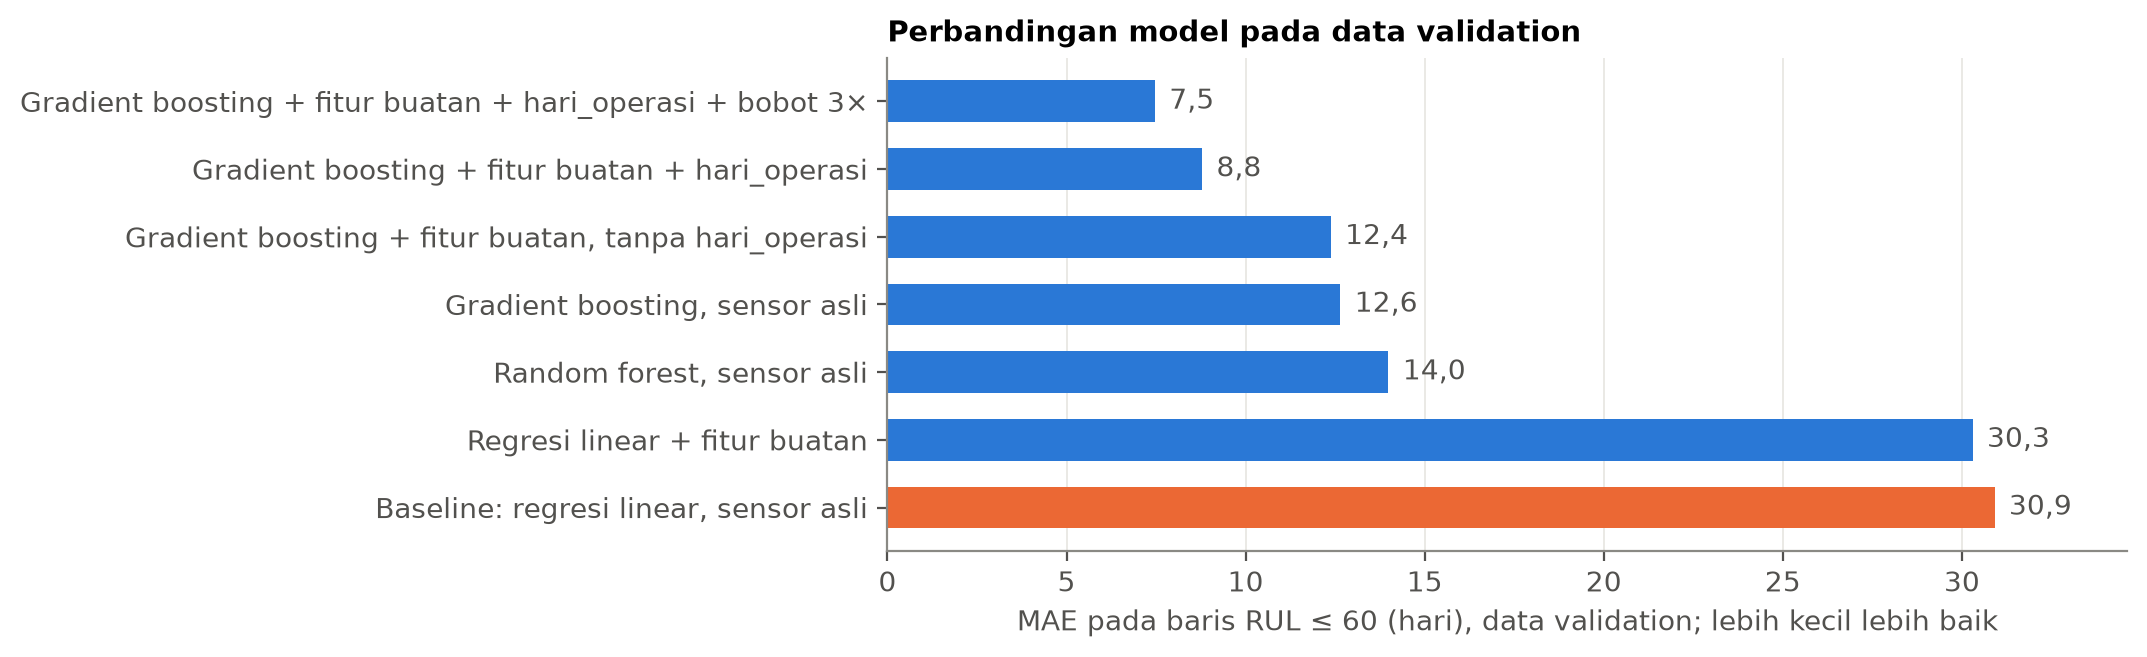 Perbandingan model pada data validation
Gradient boosting + fitur buatan + hari_operasi + bobot 3× 7,5
Gradient boosting + fitur buatan + hari_operasi 8,8
Gradient boosting + fitur buatan, tanpa hari_operasi 12,4
Gradient boosting, sensor asli 12,6
Random forest, sensor asli 14,0
Regresi linear + fitur buatan 30,3
Baseline: regresi linear, sensor asli 30,9
0 5 10 15 20 25 30
MAE pada baris RUL ≤ 60 (hari), data validation; lebih kecil lebih baik